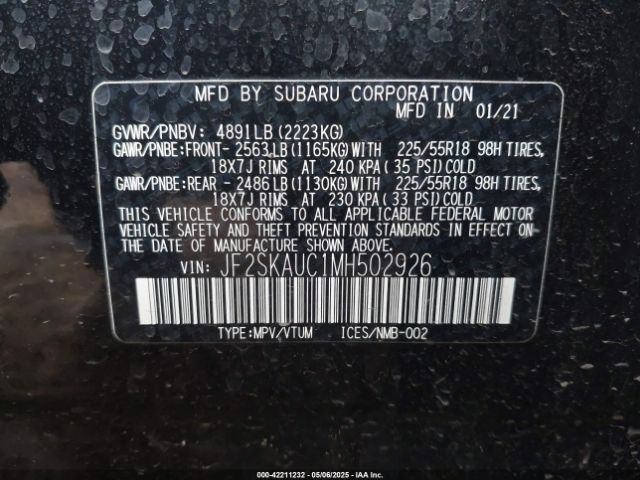 MFD BY SUBARU CORPORATION
MFD IN 01/21
GVWR/PNBV: 4891LB(2223KG)
GAWR/PNBE:FRONT- 2563LB(1165KG)WITH 225/55R18 98H TIRES,
18X7J RIMS AT 240 KPA(35 PSI)COLD
GAWR/PNBE:REAR - 2486LB(1130KG)WITH 225/55R18 98H TIRES,
18X7J RIMS AT 230 KPA(33 PSI)COLD
THIS VEHICLE CONFORMS TO ALL APPLICABLE FEDERAL MOTOR
VEHICLE SAFETY AND THEFT PREVENTION STANDARDS IN EFFECT ON
THE DATE OF MANUFACTURE SHOWN ABOVE.
VIN: JF2SKAUC1MH502926
TYPE:MPV/VTUM ICES/NMB-002
000-42211232 - 05/06/2025 - IAA Inc.